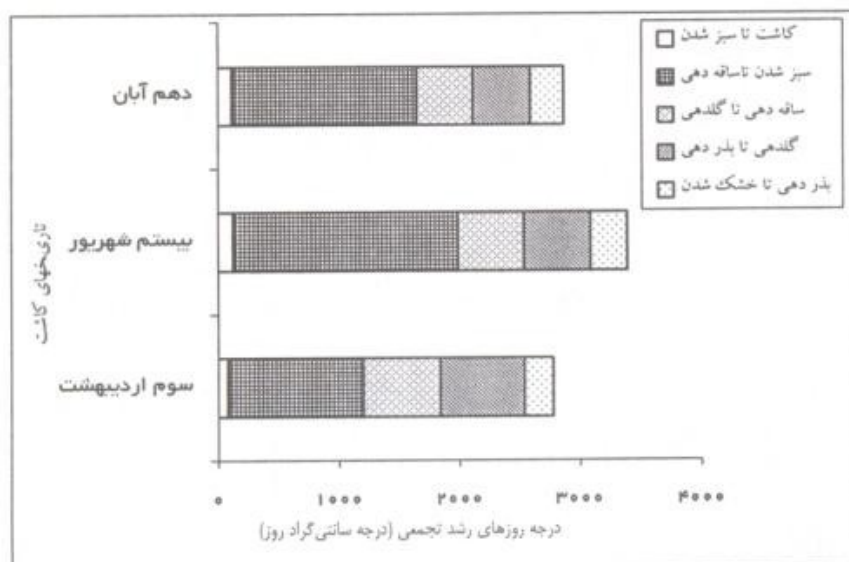 کاشت تا سبز شدن
سبز شدن تاساقه دهی
ساقه دهی تا گلدهی
گلدهی تا بذر دهی
بذر دهی تا خشک شدن
دهم آبان
بیستم شهریور
سوم اردیبهشت
تاریخهای کاشت
۰ ۱۰۰۰ ۲۰۰۰ ۳۰۰۰ ۴۰۰۰
درجه روزهای رشد تجمعی (درجه سانتی‌گراد روز)